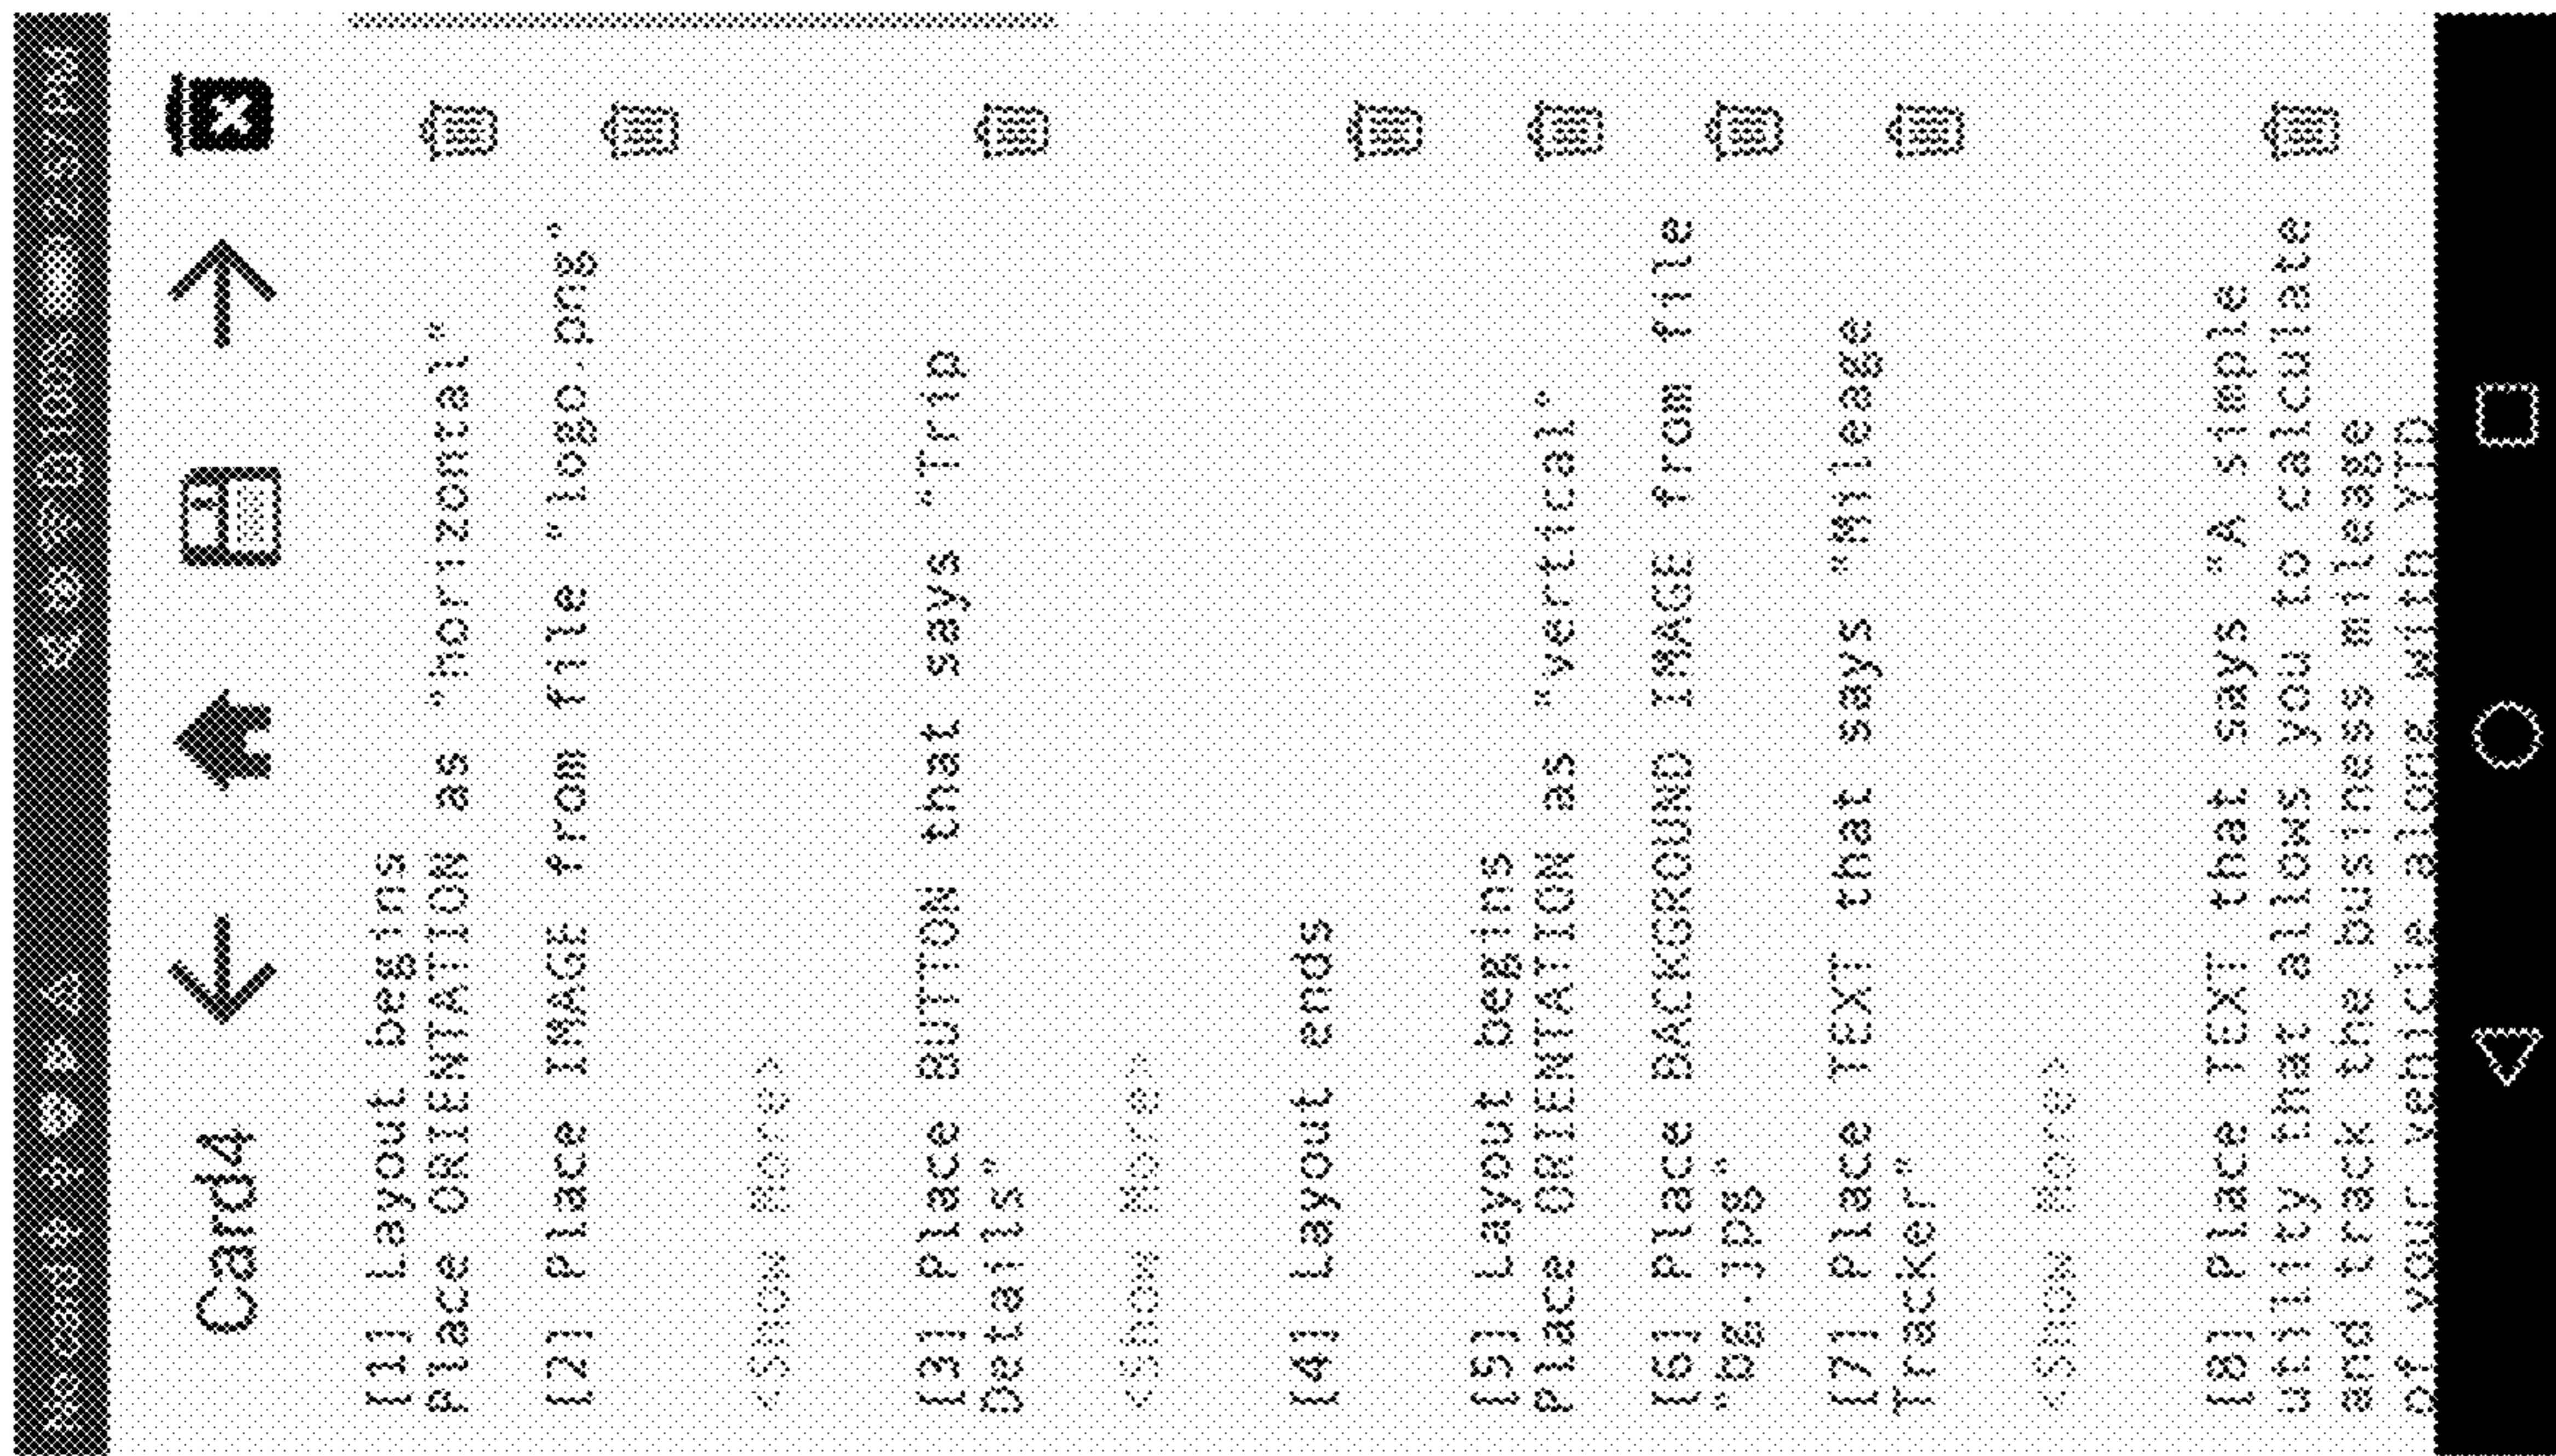 Card4
[1] Layout begins
Place ORIENTATION as "horizontal"
[2] Place IMAGE from file "logo.png"
<Show More>
[3] Place BUTTON that says "Trip
Details"
<Show More>
[4] Layout ends
[5] Layout begins
Place ORIENTATION as "vertical"
[6] Place BACKGROUND IMAGE from file
"bg.jpg"
[7] Place TEXT that says "Mileage
Tracker"
<Show More>
[8] Place TEXT that says "A simple
utility that allows you to calculate
and track the business mileage
of your vehicle along with YTD